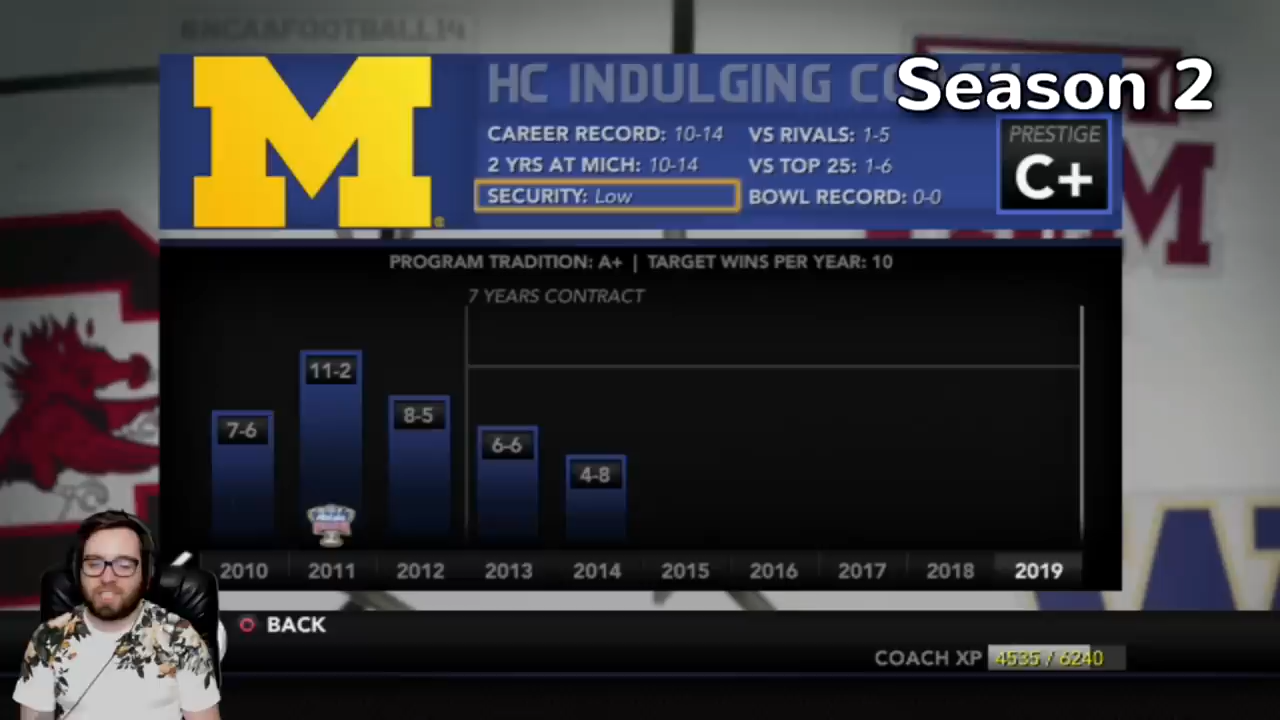 #NCAAFOOTBALL14
HC INDULGING
Season 2
CAREER RECORD: 10-14 VS RIVALS: 1-5
2 YRS AT MICH: 10-14 VS TOP 25: 1-6
SECURITY: Low BOWL RECORD: 0-0
PRESTIGE
C+
PROGRAM TRADITION: A+ | TARGET WINS PER YEAR: 10
7 YEARS CONTRACT
7-6 11-2 8-5 6-6 4-8
2010 2011 2012 2013 2014 2015 2016 2017 2018 2019
BACK
COACH XP 4535 / 6240